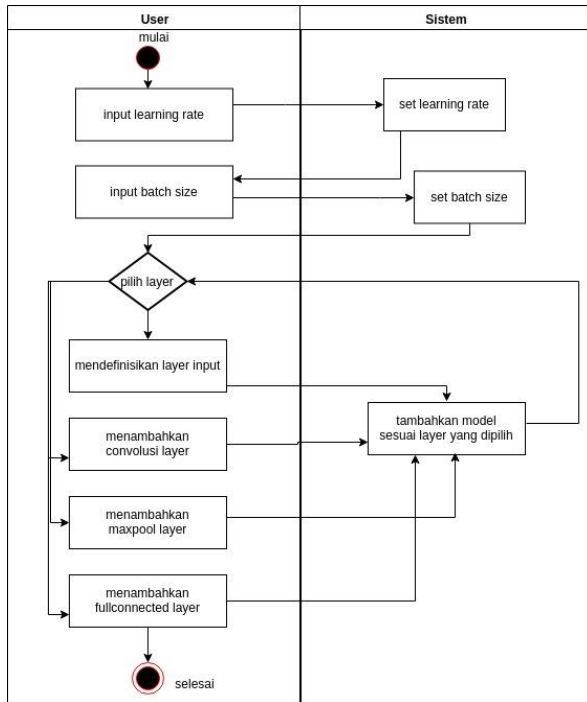 User
Sistem
mulai
input learning rate
set learning rate
input batch size
set batch size
pilih layer
mendefinisikan layer input
tambahkan model
sesuai layer yang dipilih
menambahkan
convolusi layer
menambahkan
maxpool layer
menambahkan
fullconnected layer
selesai